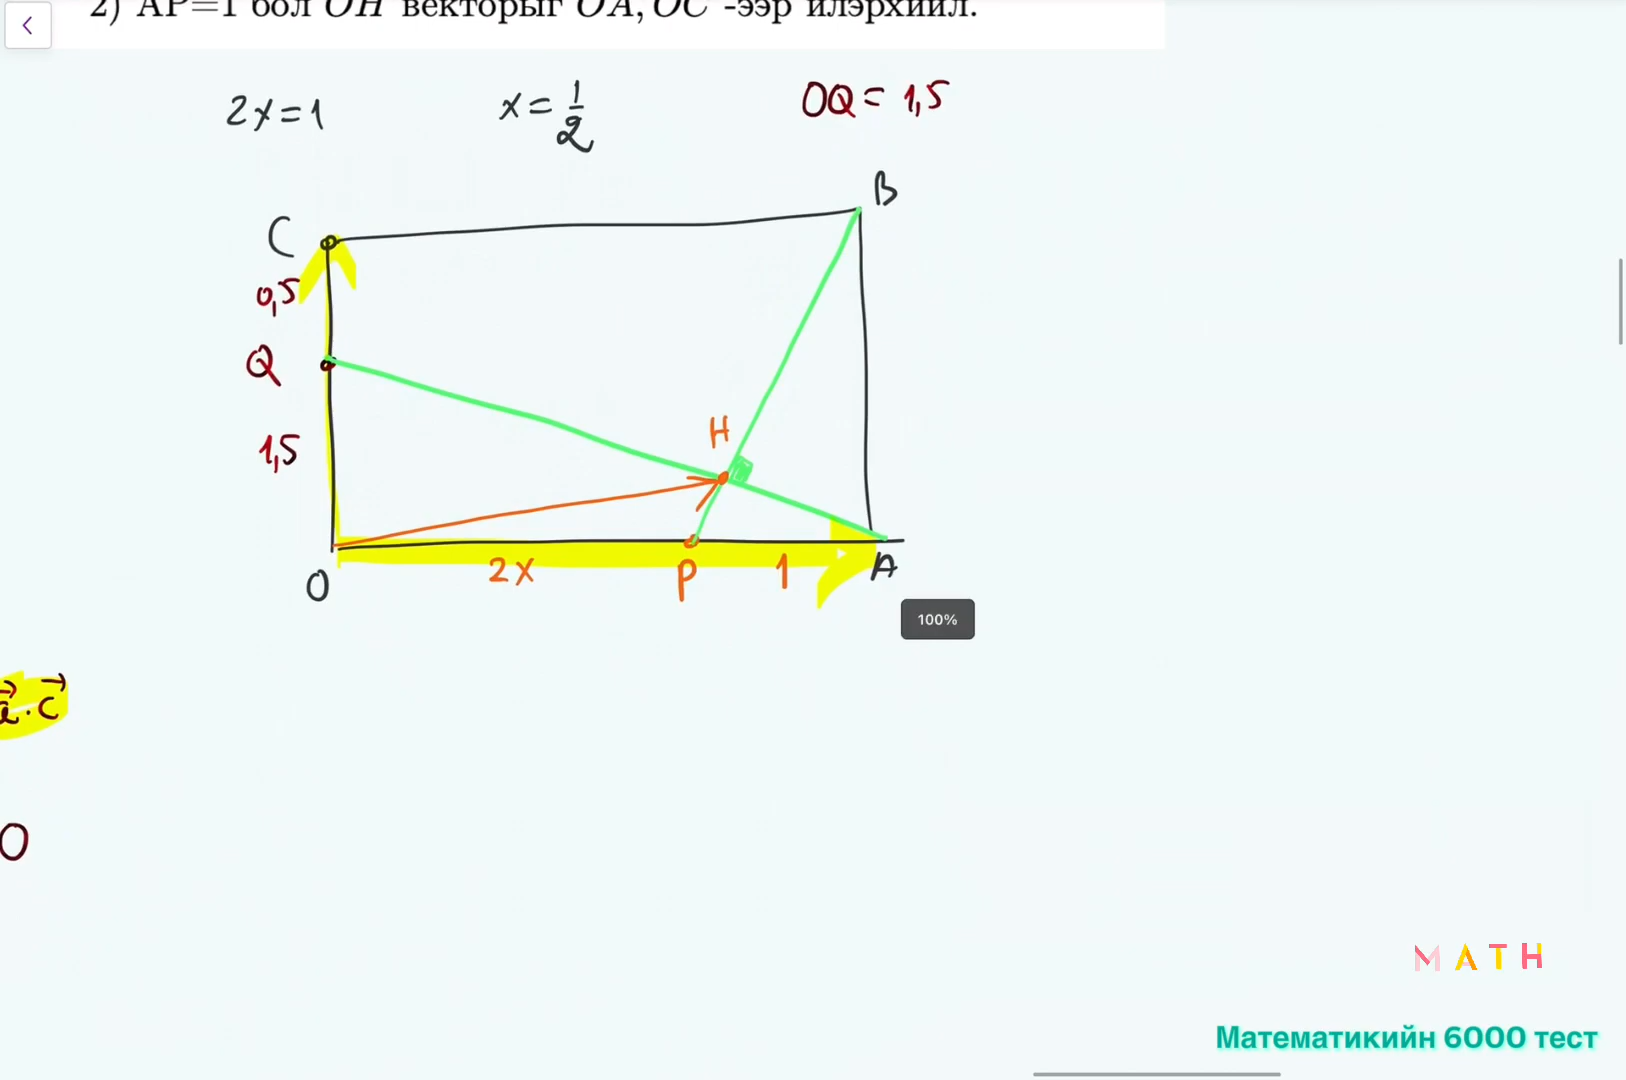 2) AP=1 бол OH векторыг OA, OC -ээр илэрхийл.
2x=1 x=1/2 OQ= 1,5
B
C
0,5
Q
H
1,5
2x P 1 A
O
100%
a⃗·c⃗
0
MATH
Математикийн 6000 тест